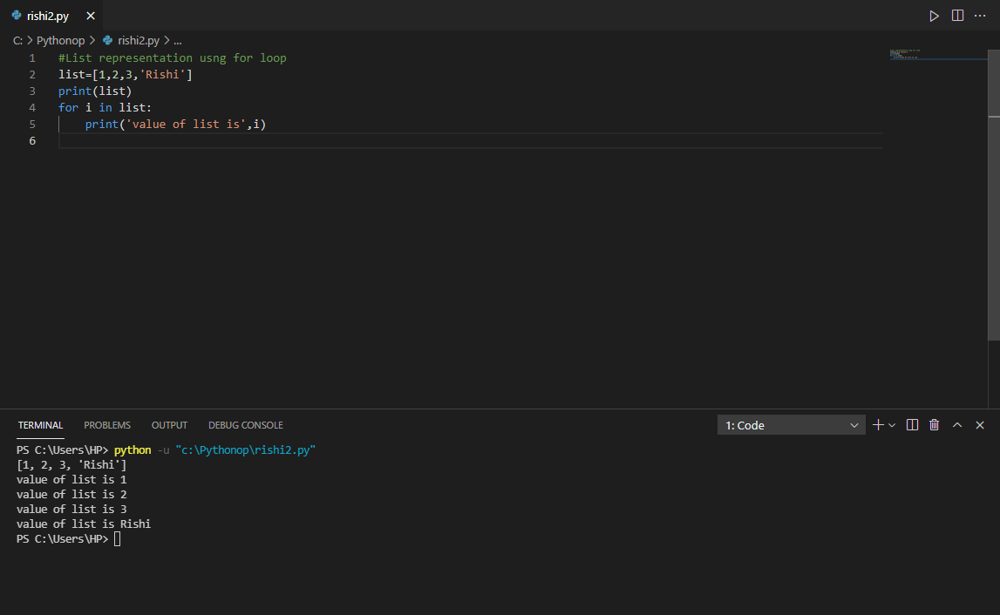 rishi2.py
C: > Pythonop > rishi2.py > ...
1 #List representation usng for loop
2 list=[1,2,3,'Rishi']
3 print(list)
4 for i in list:
5     print('value of list is',i)
6
TERMINAL PROBLEMS OUTPUT DEBUG CONSOLE 1: Code
PS C:\Users\HP> python -u "c:\Pythonop\rishi2.py"
[1, 2, 3, 'Rishi']
value of list is 1
value of list is 2
value of list is 3
value of list is Rishi
PS C:\Users\HP>